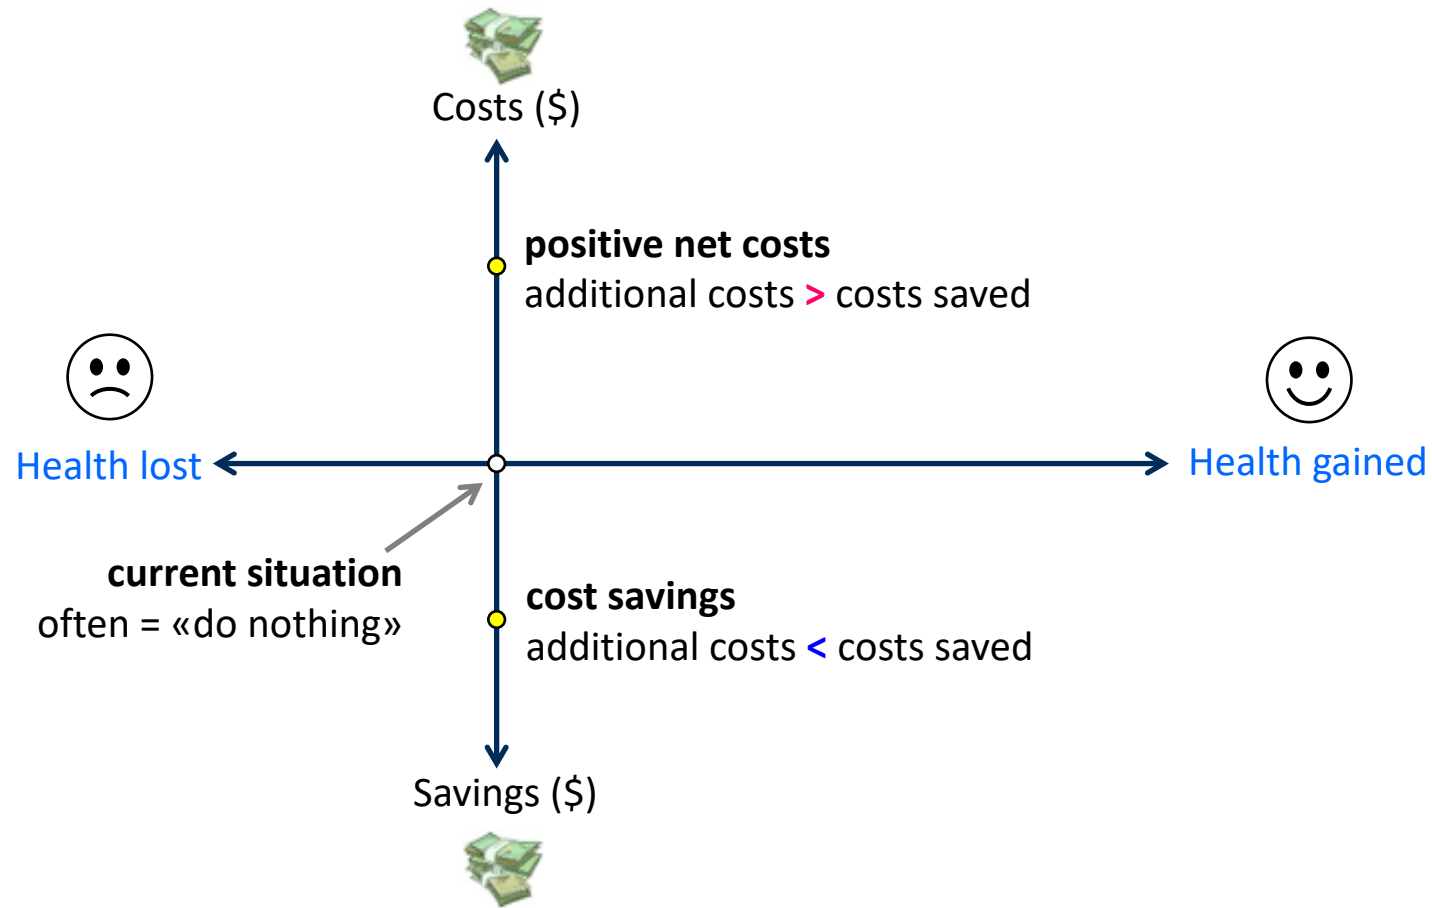 Costs ($)
positive net costs
additional costs > costs saved
Health lost
Health gained
current situation
often = «do nothing»
cost savings
additional costs < costs saved
Savings ($)